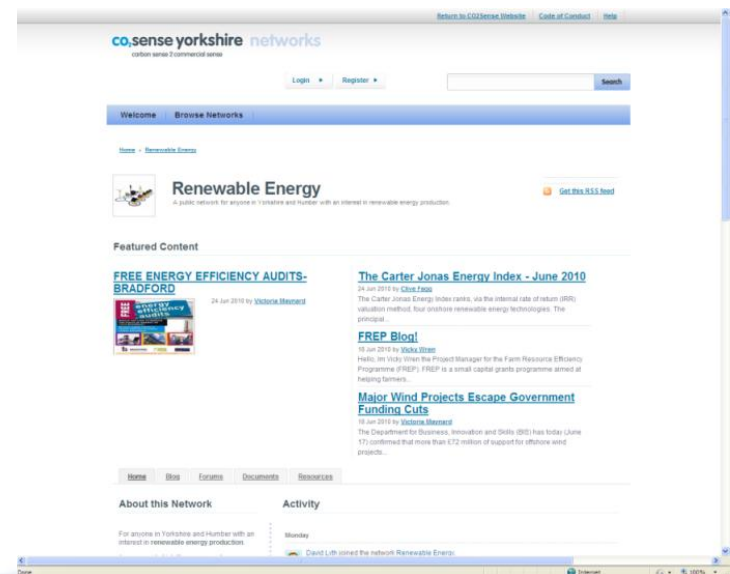 Return to CO2Sense Website Code of Conduct Help
co2sense yorkshire networks
carbon sense 2 commercial sense
Login Register Search
Welcome Browse Networks
Home - Renewable Energy
Renewable Energy
A public network for anyone in Yorkshire and Humber with an interest in renewable energy production.
Get this RSS feed
Featured Content
FREE ENERGY EFFICIENCY AUDITS-
BRADFORD
24 Jun 2010 by Victoria Maynard
energy
efficiency
audits
The Carter Jonas Energy Index - June 2010
24 Jun 2010 by Clive Fagg
The Carter Jonas Energy Index ranks, via the internal rate of return (IRR)
valuation method, four onshore renewable energy technologies. The
principal...
FREP Blog!
18 Jun 2010 by Vicky Wren
Hello, Im Vicky Wren the Project Manager for the Farm Resource Efficiency
Programme (FREP). FREP is a small capital grants programme aimed at
helping farmers...
Major Wind Projects Escape Government
Funding Cuts
18 Jun 2010 by Victoria Maynard
The Department for Business, Innovation and Skills (BIS) has today (June
17) confirmed that more than £72 million of support for offshore wind
projects...
Home Blog Forums Documents Resources
About this Network
For anyone in Yorkshire and Humber with an
interest in renewable energy production.
Activity
Monday
David Lith joined the network Renewable Energy.
Done Internet 100%